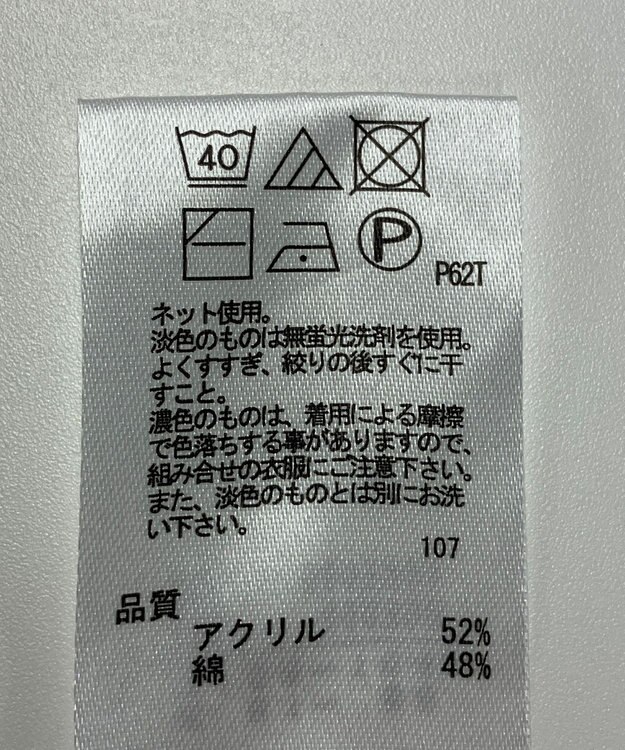 40
P
P62T
ネット使用。
淡色のものは無蛍光洗剤を使用。
よくすすぎ、絞りの後すぐに干
すこと。
濃色のものは、着用による摩擦
で色落ちする事がありますので、
組み合せの衣服にご注意下さい。
また、淡色のものとは別にお洗
い下さい。
107
品質
アクリル 52%
綿 48%